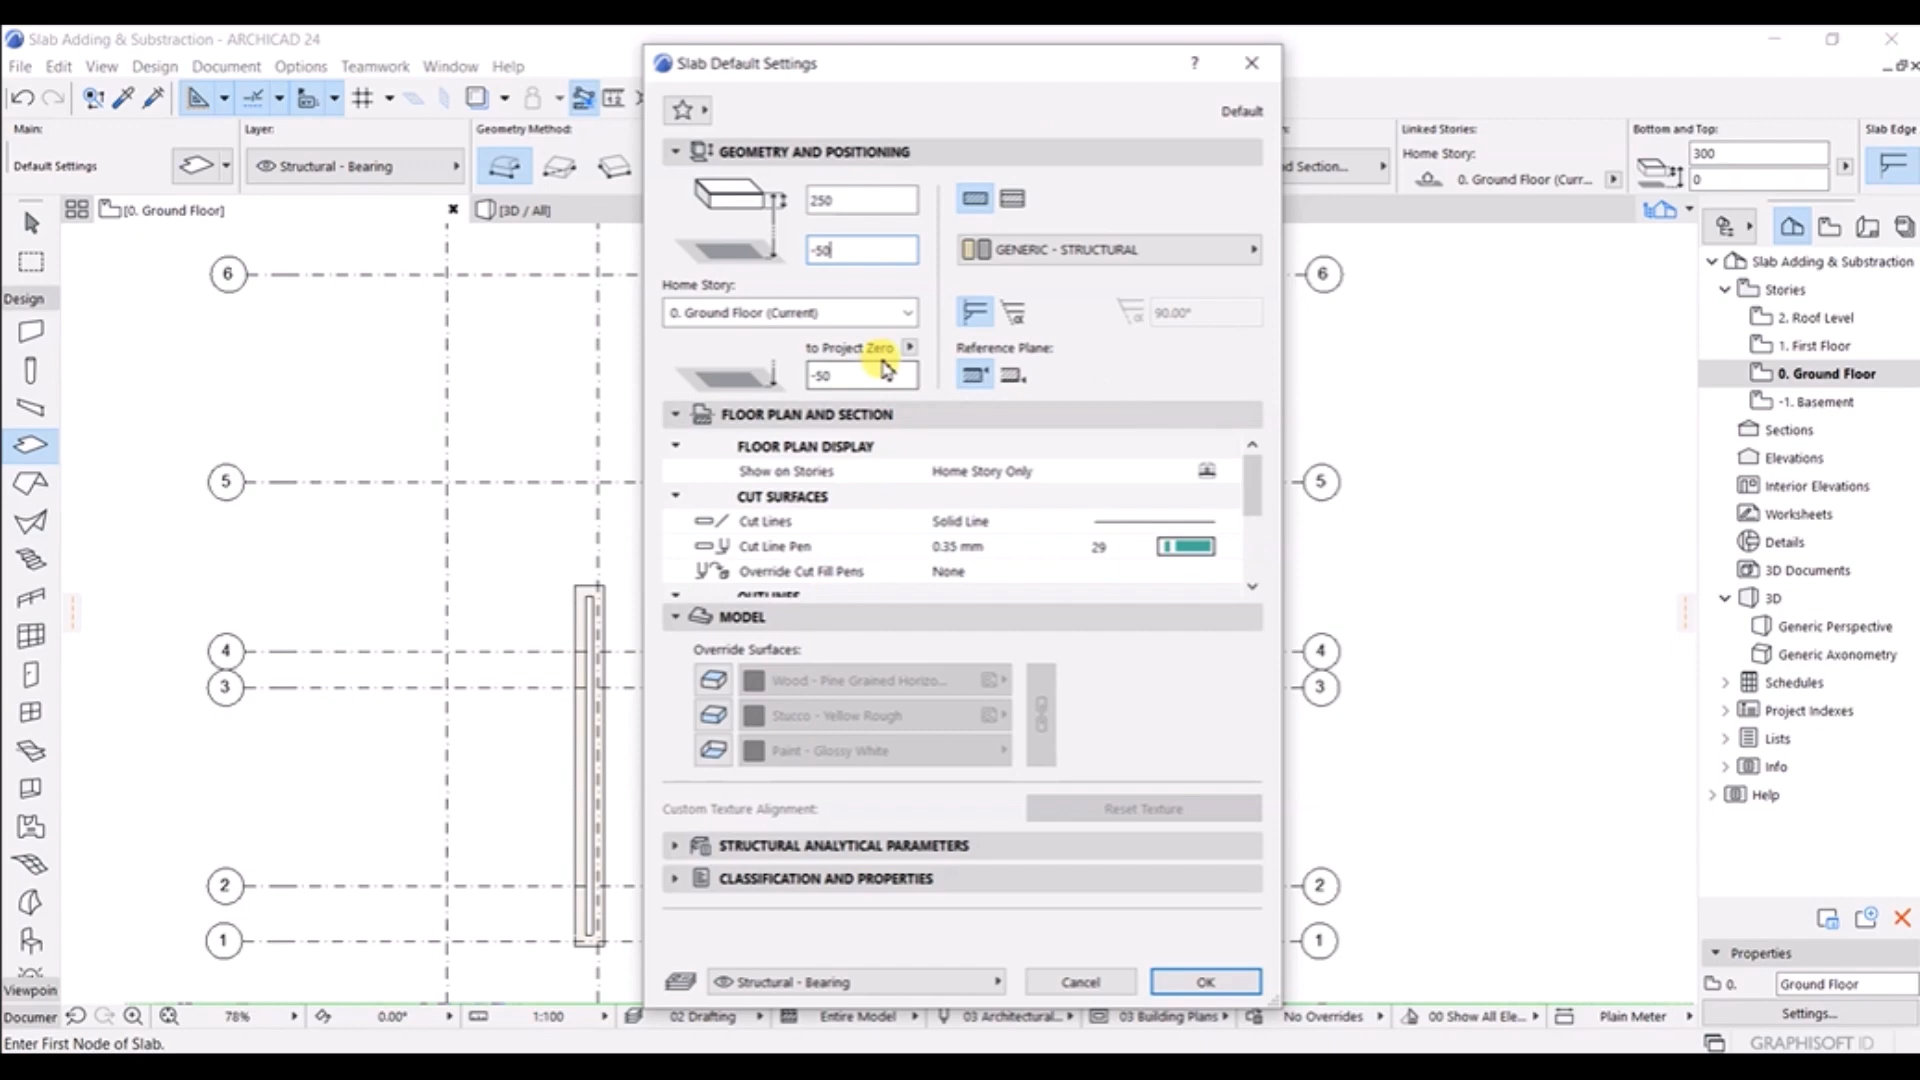 Slab Adding & Substraction - ARCHICAD 24
File Edit View Design Document Options Teamwork Window Help
Main:
Default Settings
Layer:
Structural - Bearing
Geometry Method:
d Section...
Linked Stories:
Home Story:
0. Ground Floor (Curr...
Bottom and Top:
300
0
Slab Edge
[0. Ground Floor]
[3D / All]
Design
Viewpoin
Documer
6
5
4
3
2
1
6
5
4
3
2
1
Slab Default Settings
?
Default
GEOMETRY AND POSITIONING
250
-50
Home Story:
0. Ground Floor (Current)
to Project Zero
-50
GENERIC - STRUCTURAL
90.00°
Reference Plane:
FLOOR PLAN AND SECTION
FLOOR PLAN DISPLAY
Show on Stories Home Story Only
CUT SURFACES
Cut Lines Solid Line
Cut Line Pen 0.35 mm 29
Override Cut Fill Pens None
OUTLINES
MODEL
Override Surfaces:
Wood - Pine Grained Horizo...
Stucco - Yellow Rough
Paint - Glossy White
Custom Texture Alignment:
Reset Texture
STRUCTURAL ANALYTICAL PARAMETERS
CLASSIFICATION AND PROPERTIES
Structural - Bearing
Cancel
OK
Slab Adding & Substraction
Stories
2. Roof Level
1. First Floor
0. Ground Floor
-1. Basement
Sections
Elevations
Interior Elevations
Worksheets
Details
3D Documents
3D
Generic Perspective
Generic Axonometry
Schedules
Project Indexes
Lists
Info
Help
Properties
0. Ground Floor
Settings...
78% 0.00° 1:100 02 Drafting Entire Model 03 Architectural... 03 Building Plans No Overrides 00 Show All Ele... Plain Meter
Enter First Node of Slab.
GRAPHISOFT ID